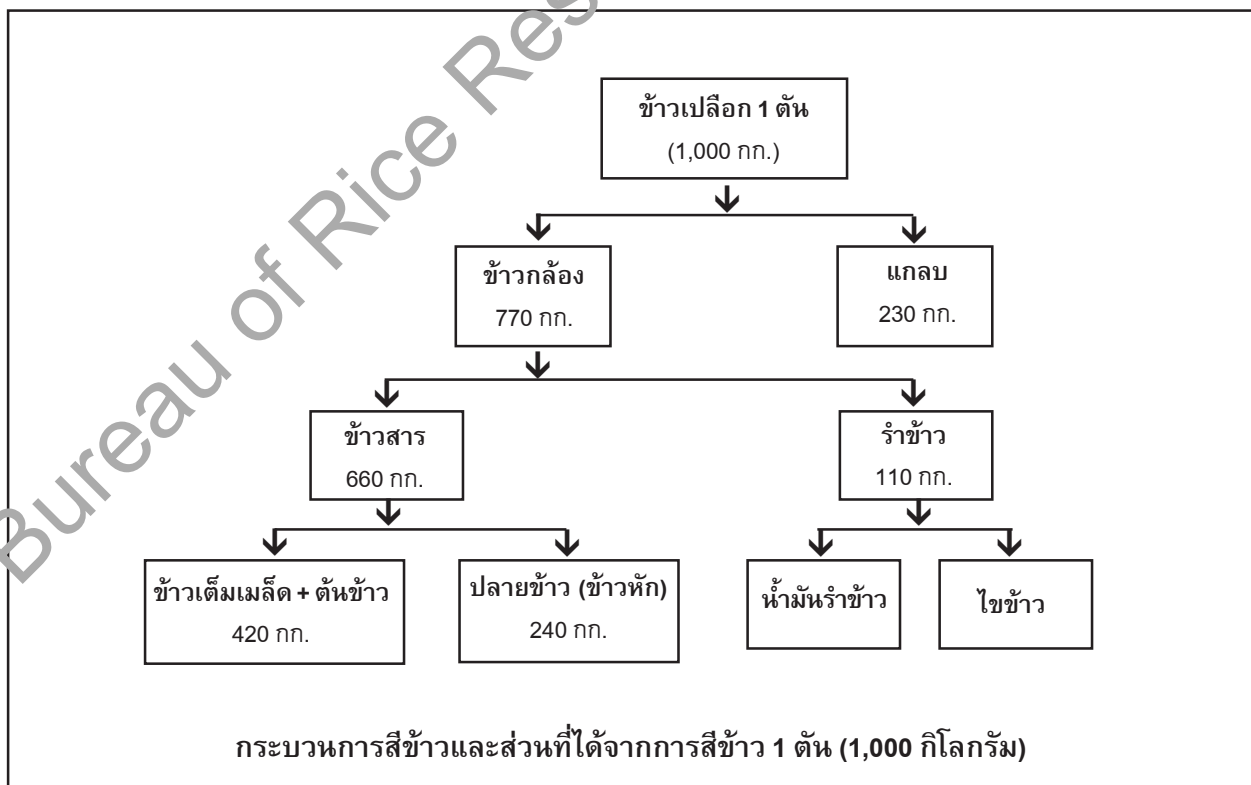 Bureau of Rice Res
ข้าวเปลือก 1 ตัน
(1,000 กก.)
ข้าวกล้อง
770 กก.
แกลบ
230 กก.
ข้าวสาร
660 กก.
รำข้าว
110 กก.
ข้าวเต็มเมล็ด + ต้นข้าว
420 กก.
ปลายข้าว (ข้าวหัก)
240 กก.
น้ำมันรำข้าว
ไขข้าว
กระบวนการสีข้าวและส่วนที่ได้จากการสีข้าว 1 ตัน (1,000 กิโลกรัม)